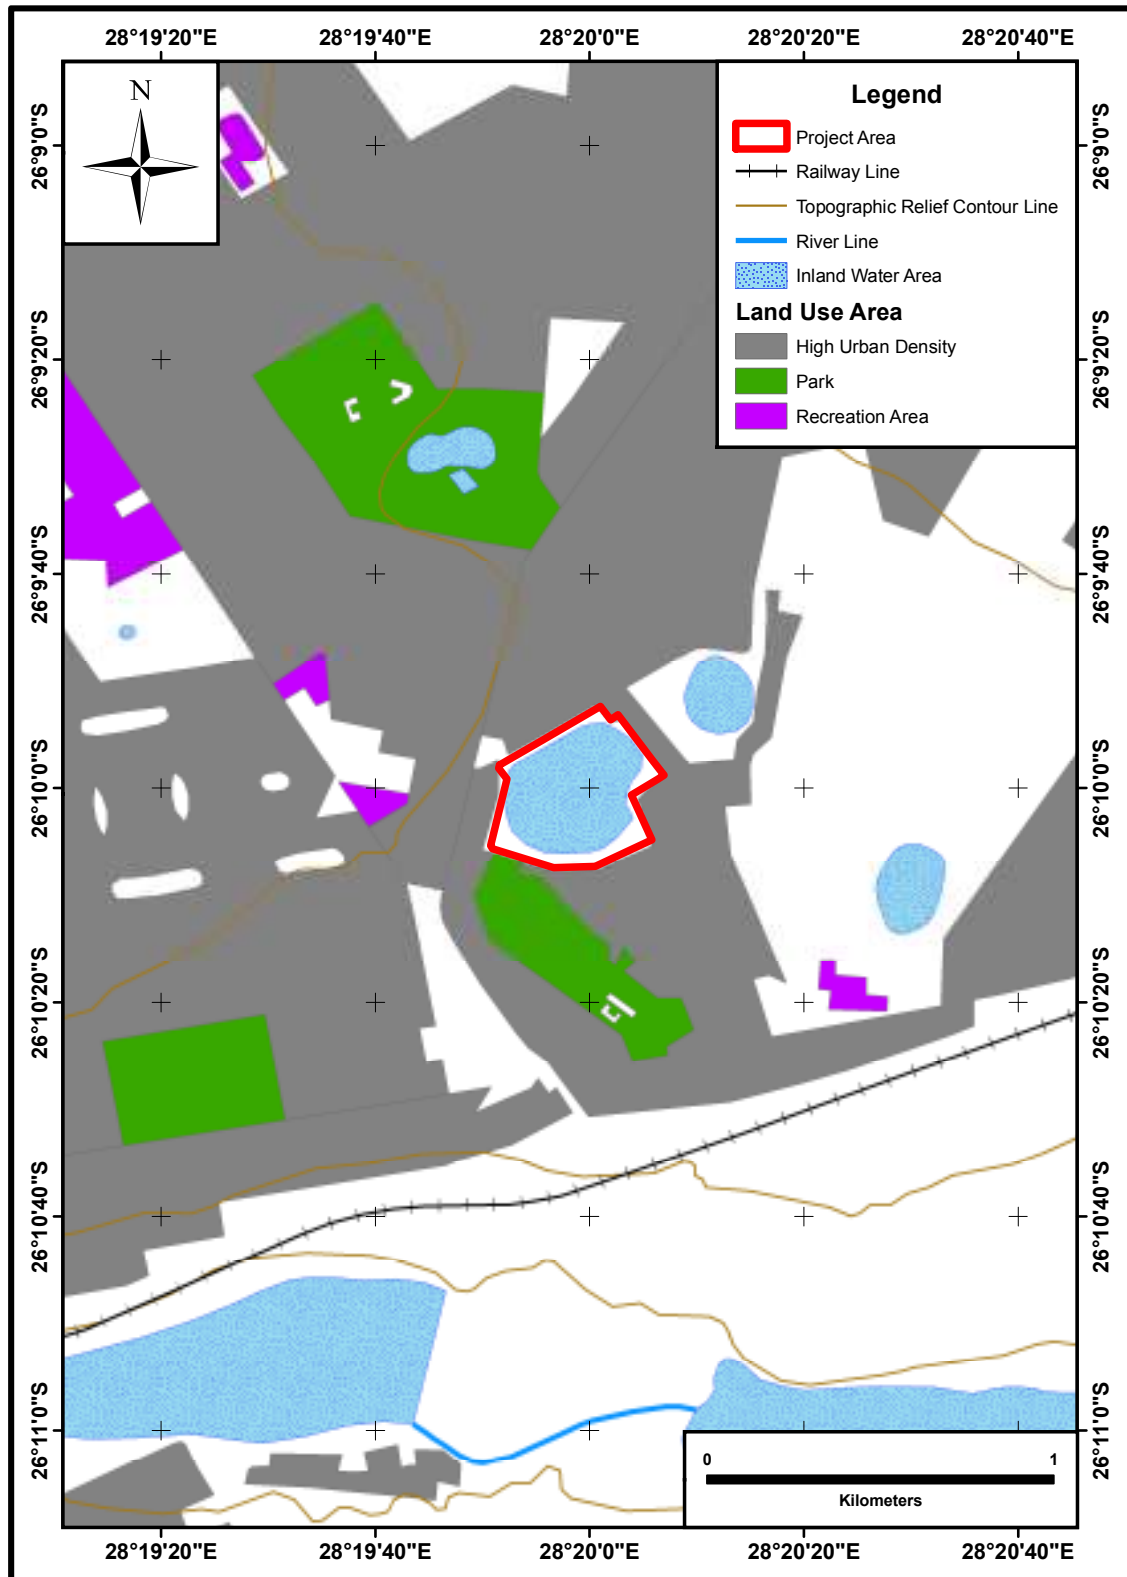 28°19'20"E 28°19'40"E 28°20'0"E 28°20'20"E 28°20'40"E
N
Legend
Project Area
Railway Line
Topographic Relief Contour Line
River Line
Inland Water Area
Land Use Area
High Urban Density
Park
Recreation Area
26°9'0"S 26°9'0"S
26°9'20"S 26°9'20"S
26°9'40"S 26°9'40"S
26°10'0"S 26°10'0"S
26°10'20"S 26°10'20"S
26°10'40"S 26°10'40"S
26°11'0"S 26°11'0"S
0 1
Kilometers
28°19'20"E 28°19'40"E 28°20'0"E 28°20'20"E 28°20'40"E